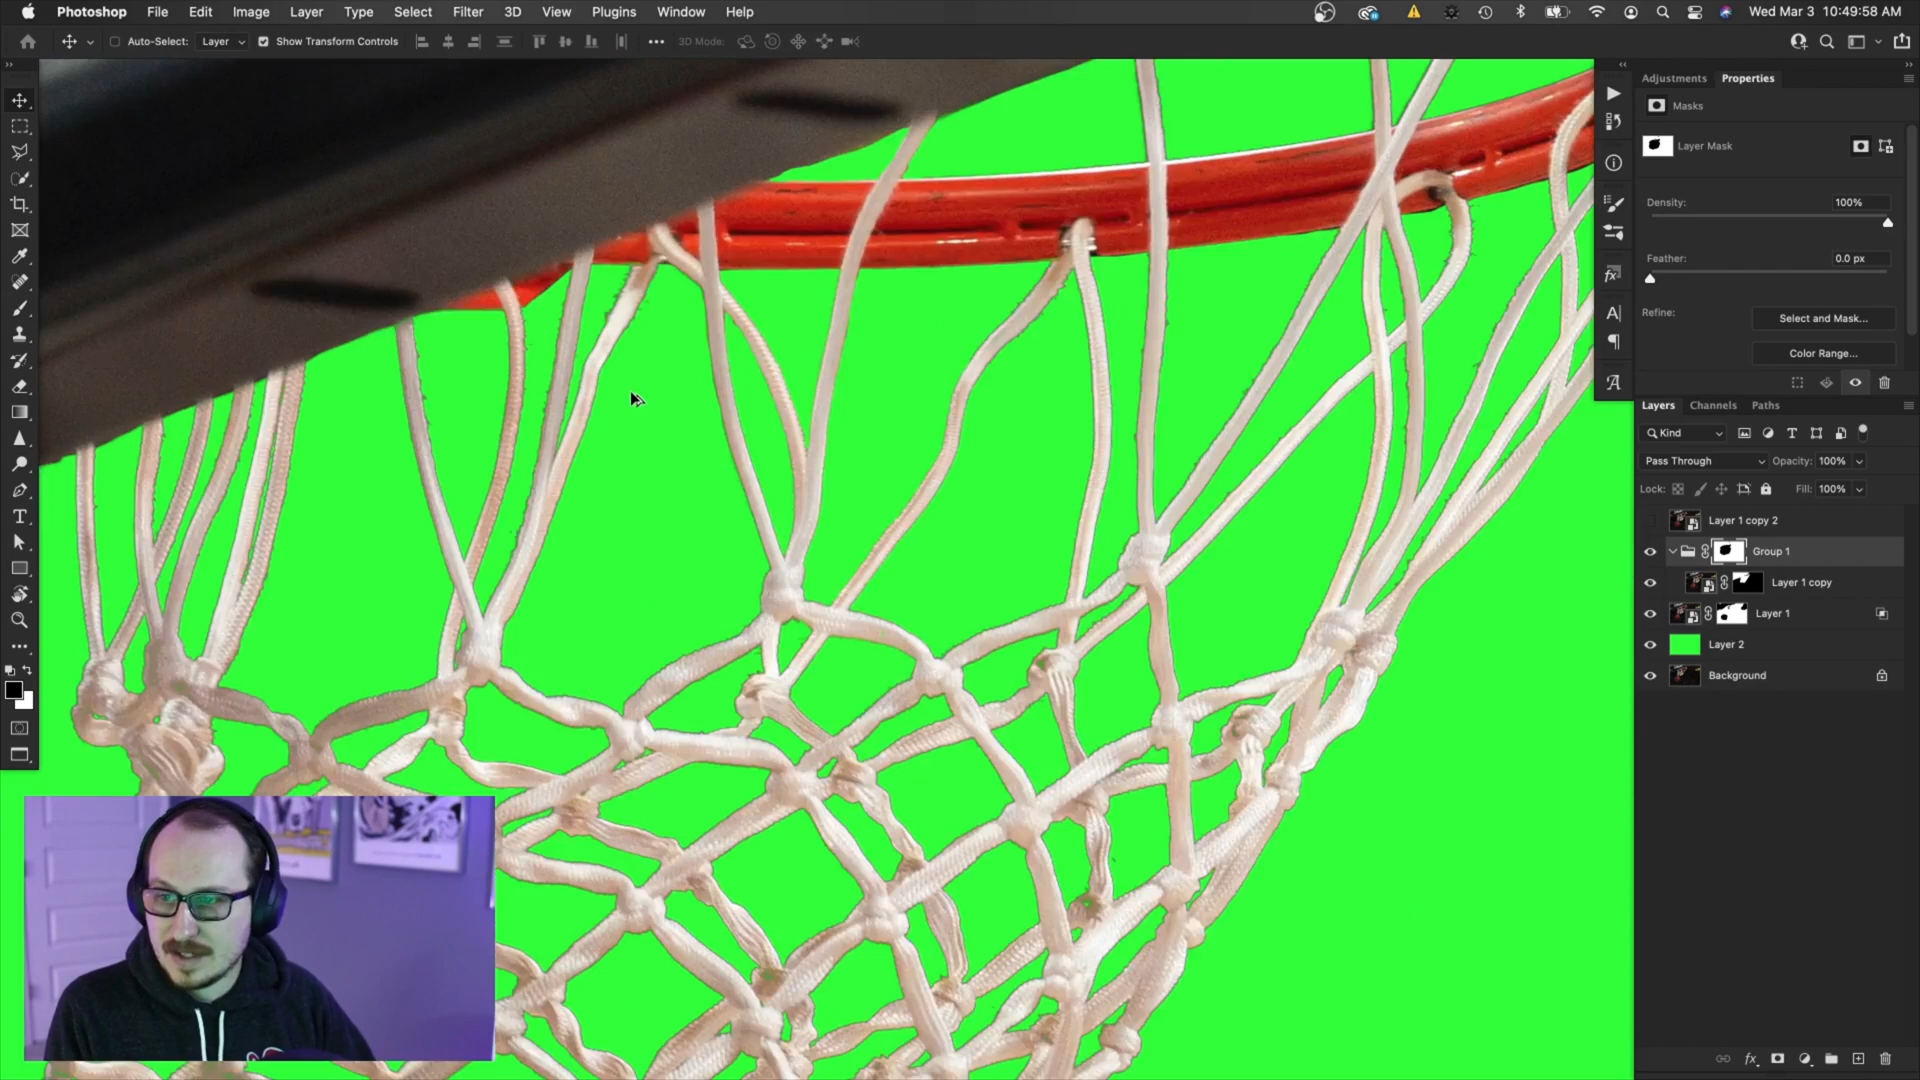 Photoshop File Edit Image Layer Type Select Filter 3D View Plugins Window Help Wed Mar 3 10:49:58 AM
Auto-Select: Layer Show Transform Controls 3D Mode:
Adjustments Properties
Masks
Layer Mask
Density: 100%
Feather: 0.0 px
Refine: Select and Mask...
Color Range...
Layers Channels Paths
Kind
Pass Through Opacity: 100%
Lock: Fill: 100%
Layer 1 copy 2
Group 1
Layer 1 copy
Layer 1
Layer 2
Background